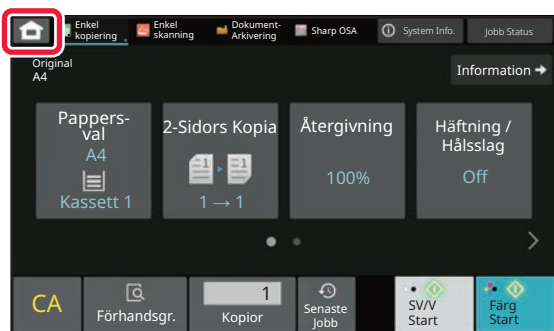 Enkel
kopiering
Enkel
skanning
Dokument-
Arkivering
Sharp OSA
System Info.
Jobb Status
Original
A4
Information
Pappers-
val
A4
Kassett 1
2-Sidors Kopia
1
1
1 → 1
Återgivning
100%
Häftning /
Hålsslag
Off
CA
Förhandsgr.
1
Kopior
Senaste
Jobb
SV/V
Start
Färg
Start